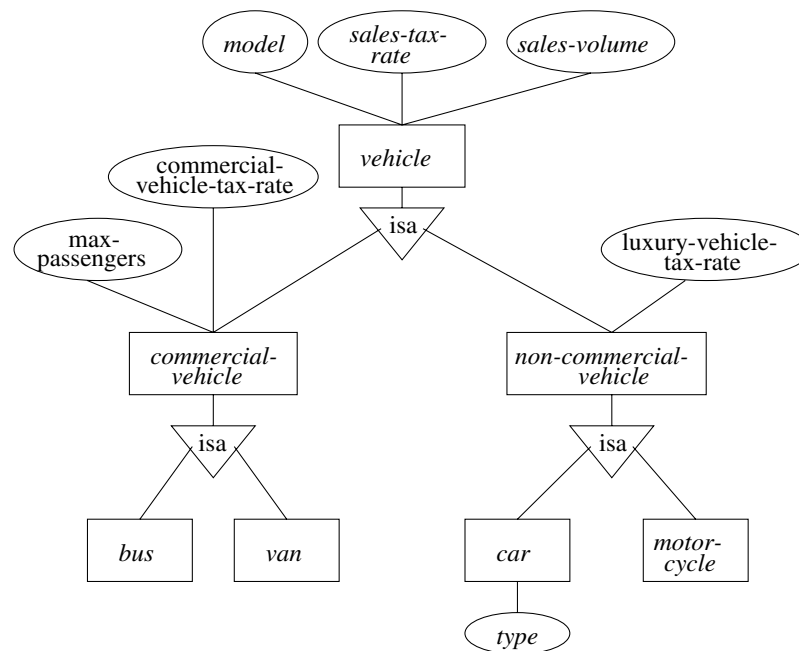 model
sales-tax-
rate
sales-volume
vehicle
commercial-
vehicle-tax-rate
isa
max-
passengers
luxury-vehicle-
tax-rate
commercial-
vehicle
non-commercial-
vehicle
isa
isa
bus
van
car
motor-
cycle
type